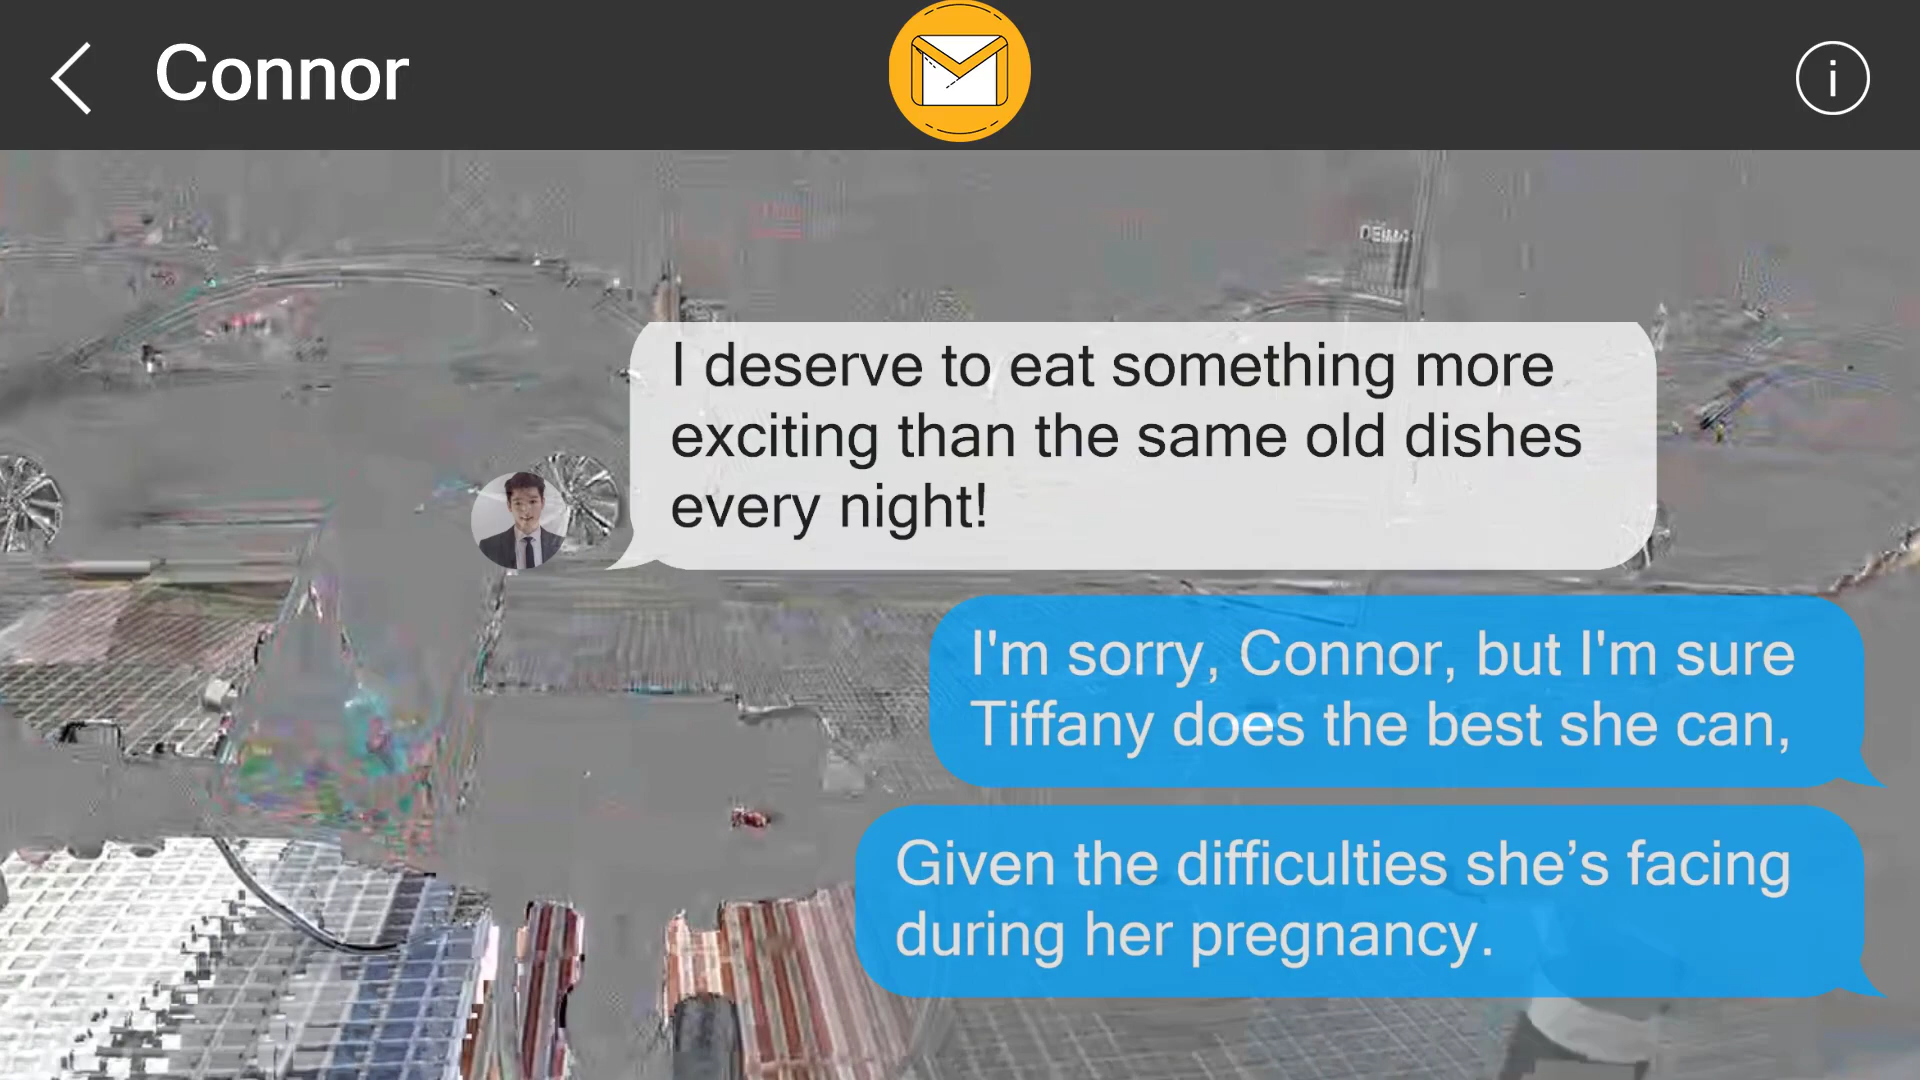 Connor
i
I deserve to eat something more
exciting than the same old dishes
every night!
I'm sorry, Connor, but I'm sure
Tiffany does the best she can,
Given the difficulties she’s facing
during her pregnancy.